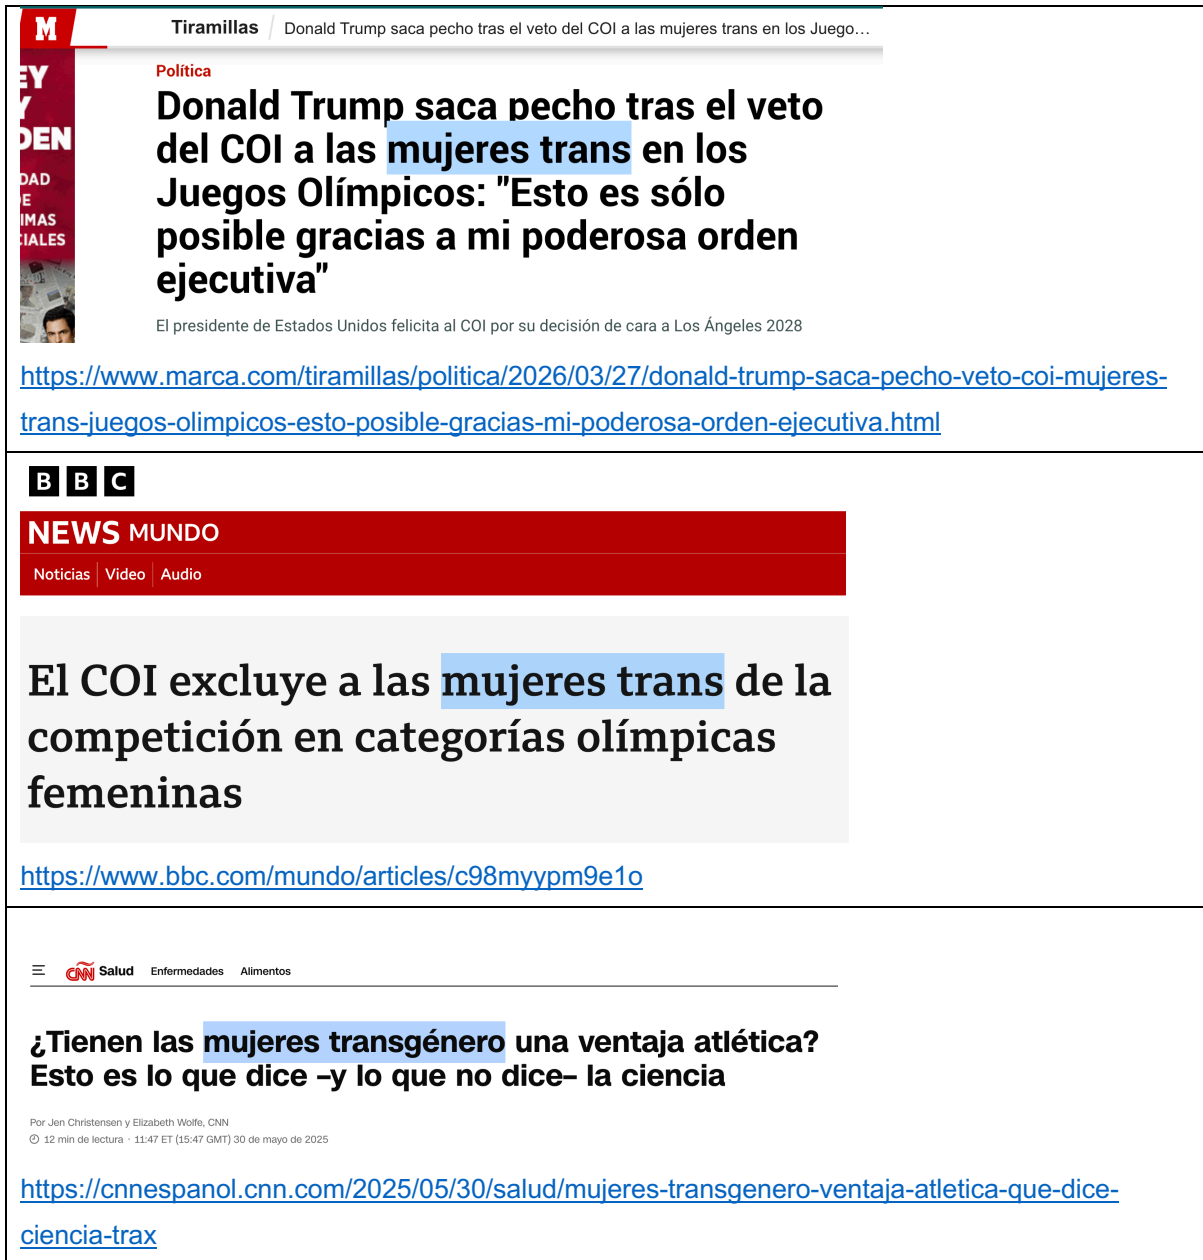 M
Tiramillas
Donald Trump saca pecho tras el veto del COI a las mujeres trans en los Juego...
EY
Y
DEN
DAD
DE
IMAS
CIALES
Política
Donald Trump saca pecho tras el veto
del COI a las mujeres trans en los
Juegos Olímpicos: "Esto es sólo
posible gracias a mi poderosa orden
ejecutiva"
El presidente de Estados Unidos felicita al COI por su decisión de cara a Los Ángeles 2028
https://www.marca.com/tiramillas/politica/2026/03/27/donald-trump-saca-pecho-veto-coi-mujeres-
trans-juegos-olimpicos-esto-posible-gracias-mi-poderosa-orden-ejecutiva.html
BBC
NEWS MUNDO
Noticias Video Audio
El COI excluye a las mujeres trans de la
competición en categorías olímpicas
femeninas
https://www.bbc.com/mundo/articles/c98myypm9e1o
CNN Salud Enfermedades Alimentos
¿Tienen las mujeres transgénero una ventaja atlética?
Esto es lo que dice –y lo que no dice– la ciencia
Por Jen Christensen y Elizabeth Wolfe, CNN
12 min de lectura · 11:47 ET (15:47 GMT) 30 de mayo de 2025
https://cnnespanol.cnn.com/2025/05/30/salud/mujeres-transgenero-ventaja-atletica-que-dice-
ciencia-trax